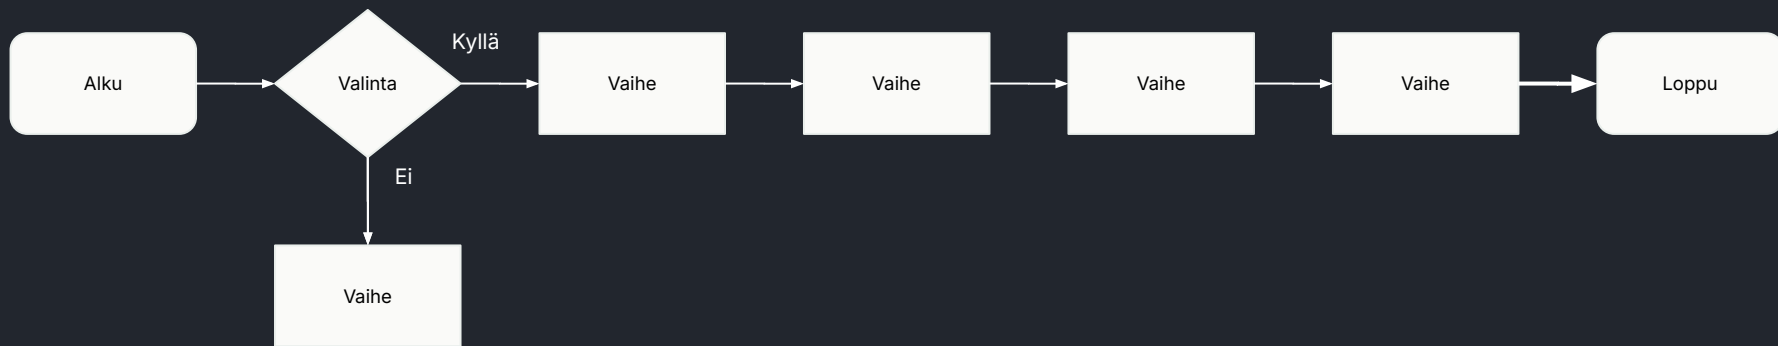 Alku
Valinta
Kyllä
Vaihe
Vaihe
Vaihe
Vaihe
Loppu
Ei
Vaihe